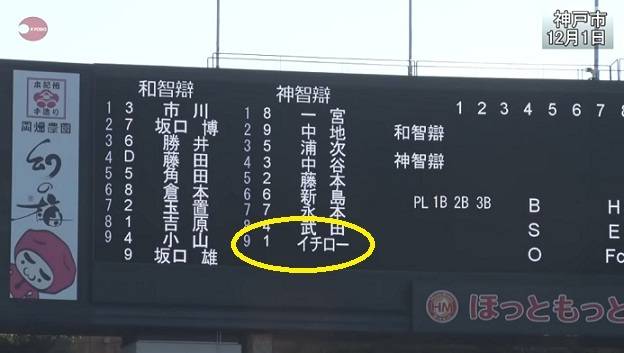 KYODO
神戸市
12月1日
和智辯
1 3 市川
2 7 坂口博
3 6 勝井
4 D 藤田
5 5 角田
6 8 倉本
7 2 玉置
8 1 吉原
9 4 小山
9 坂口雄
神智辯
1 8 一宮
2 9 中地
3 5 浦次
4 3 中谷
5 2 藤本
6 6 新島
7 7 永本
8 4 武田
9 1 イチロー
1 2 3 4 5 6 7 8
和智辯
神智辯
PL 1B 2B 3B
B H
S E
O Fc
幻の梅
HM ほっともっと